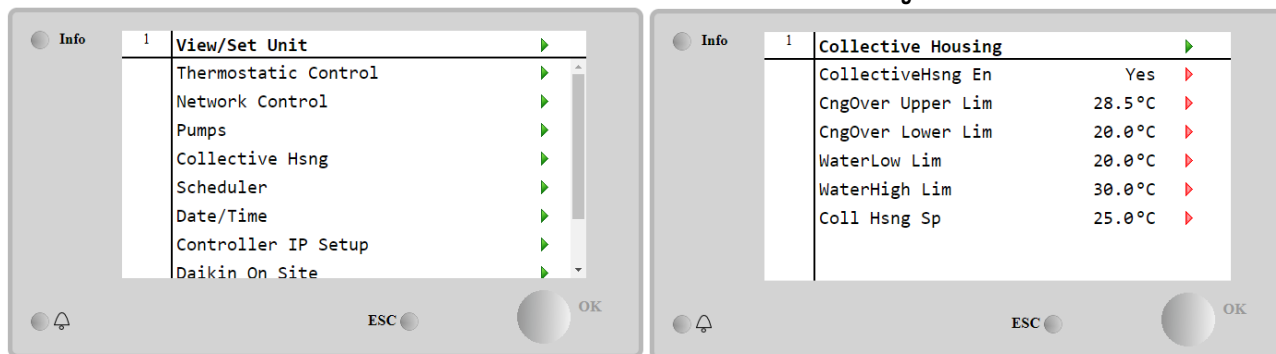 Info
1 View/Set Unit
Thermostatic Control
Network Control
Pumps
Collective Hsng
Scheduler
Date/Time
Controller IP Setup
Daikin On Site
ESC
OK
Info
1 Collective Housing
CollectiveHsng En Yes
CngOver Upper Lim 28.5°C
CngOver Lower Lim 20.0°C
WaterLow Lim 20.0°C
WaterHigh Lim 30.0°C
Coll Hsng Sp 25.0°C
ESC
OK